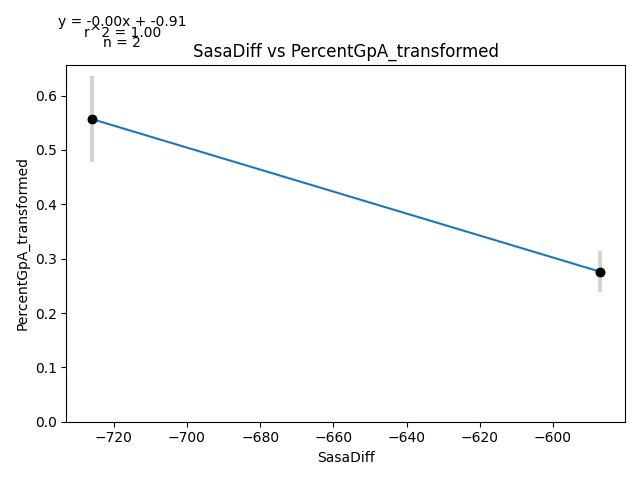 y = -0.00x + -0.91
r^2 = 1.00
n = 2
SasaDiff vs PercentGpA_transformed
PercentGpA_transformed
0.6
0.5
0.4
0.3
0.2
0.1
0.0
−720
−700
−680
−660
−640
−620
−600
SasaDiff